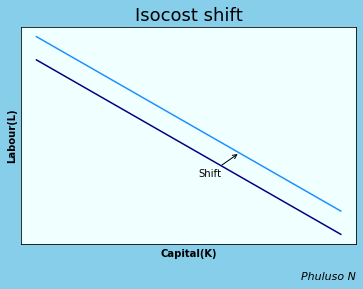 Isocost shift
Labour(L)
Shift
Capital(K)
Phuluso N